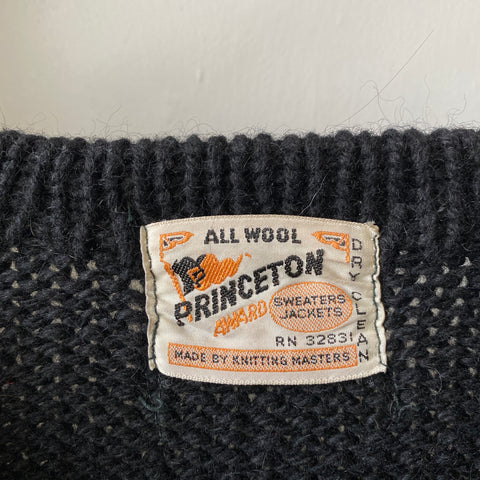 ALL WOOL
PRINCETON
AWARD
SWEATERS
JACKETS
RN 32831
MADE BY KNITTING MASTERS
DRY CLEAN